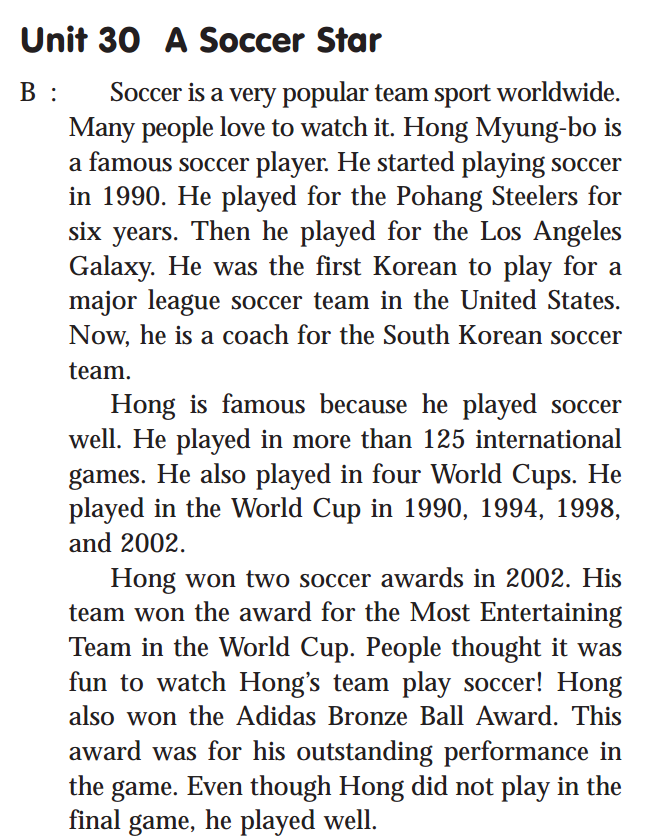 Unit 30 A Soccer Star
B : Soccer is a very popular team sport worldwide.
Many people love to watch it. Hong Myung-bo is
a famous soccer player. He started playing soccer
in 1990. He played for the Pohang Steelers for
six years. Then he played for the Los Angeles
Galaxy. He was the first Korean to play for a
major league soccer team in the United States.
Now, he is a coach for the South Korean soccer
team.
Hong is famous because he played soccer
well. He played in more than 125 international
games. He also played in four World Cups. He
played in the World Cup in 1990, 1994, 1998,
and 2002.
Hong won two soccer awards in 2002. His
team won the award for the Most Entertaining
Team in the World Cup. People thought it was
fun to watch Hong’s team play soccer! Hong
also won the Adidas Bronze Ball Award. This
award was for his outstanding performance in
the game. Even though Hong did not play in the
final game, he played well.